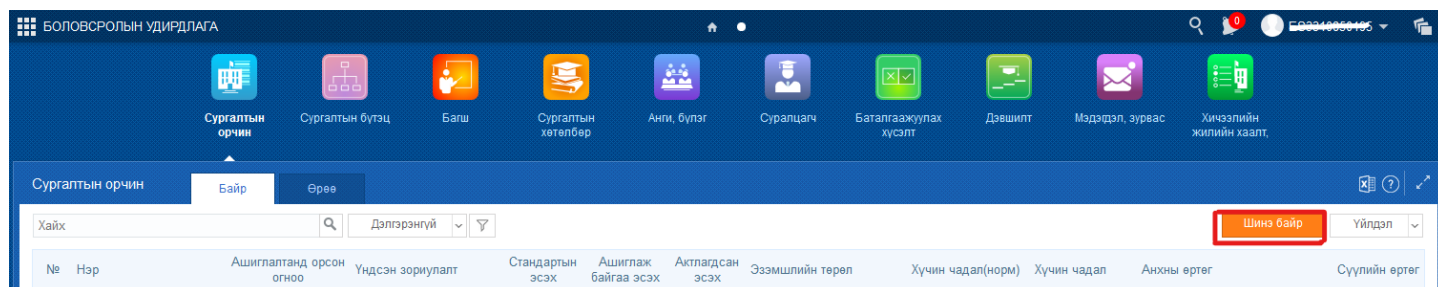 БОЛОВСРОЛЫН УДИРДЛАГА
0
Сургалтын орчин
Сургалтын бүтэц
Багш
Сургалтын хөтөлбөр
Анги, бүлэг
Суралцагч
Баталгаажуулах хүсэлт
Дэвшилт
Мэдэгдэл, зурвас
Хичээлийн жилийн хаалт,
Сургалтын орчин
Байр
Өрөө
Хайх
Дэлгэрэнгүй
Шинэ байр
Үйлдэл
№
Нэр
Ашиглалтанд орсон огноо
Үндсэн зориулалт
Стандартын эсэх
Ашиглаж байгаа эсэх
Актлагдсан эсэх
Эзэмшлийн төрөл
Хүчин чадал(норм)
Хүчин чадал
Анхны өртөг
Сүүлийн өртөг